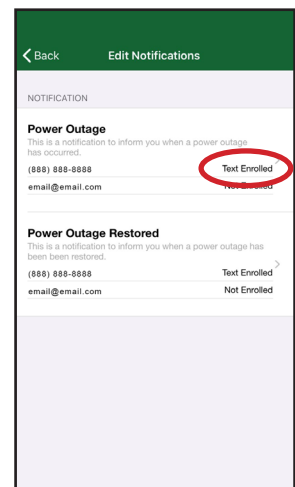 Back Edit Notifications
NOTIFICATION
Power Outage
This is a notification to inform you when a power outage
has occurred.
(888) 888-8888 Text Enrolled
email@email.com Not Enrolled
Power Outage Restored
This is a notification to inform you when a power outage has
been been restored.
(888) 888-8888 Text Enrolled
email@email.com Not Enrolled